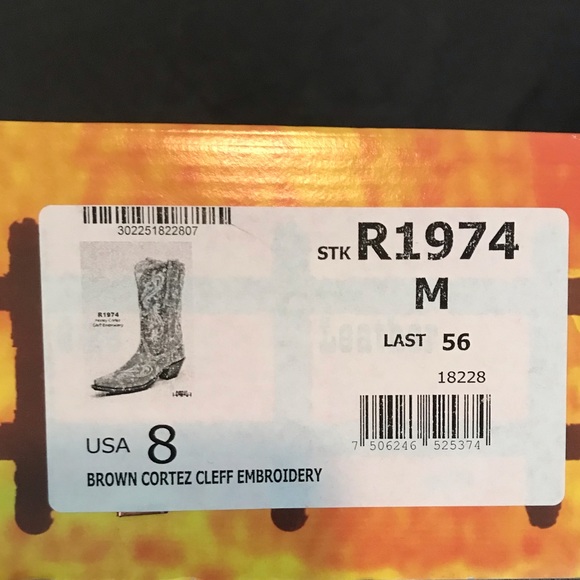 302251822807
STK R1974
M
LAST 56
18228
7 506246 525374
R1974
USA 8
BROWN CORTEZ CLEFF EMBROIDERY